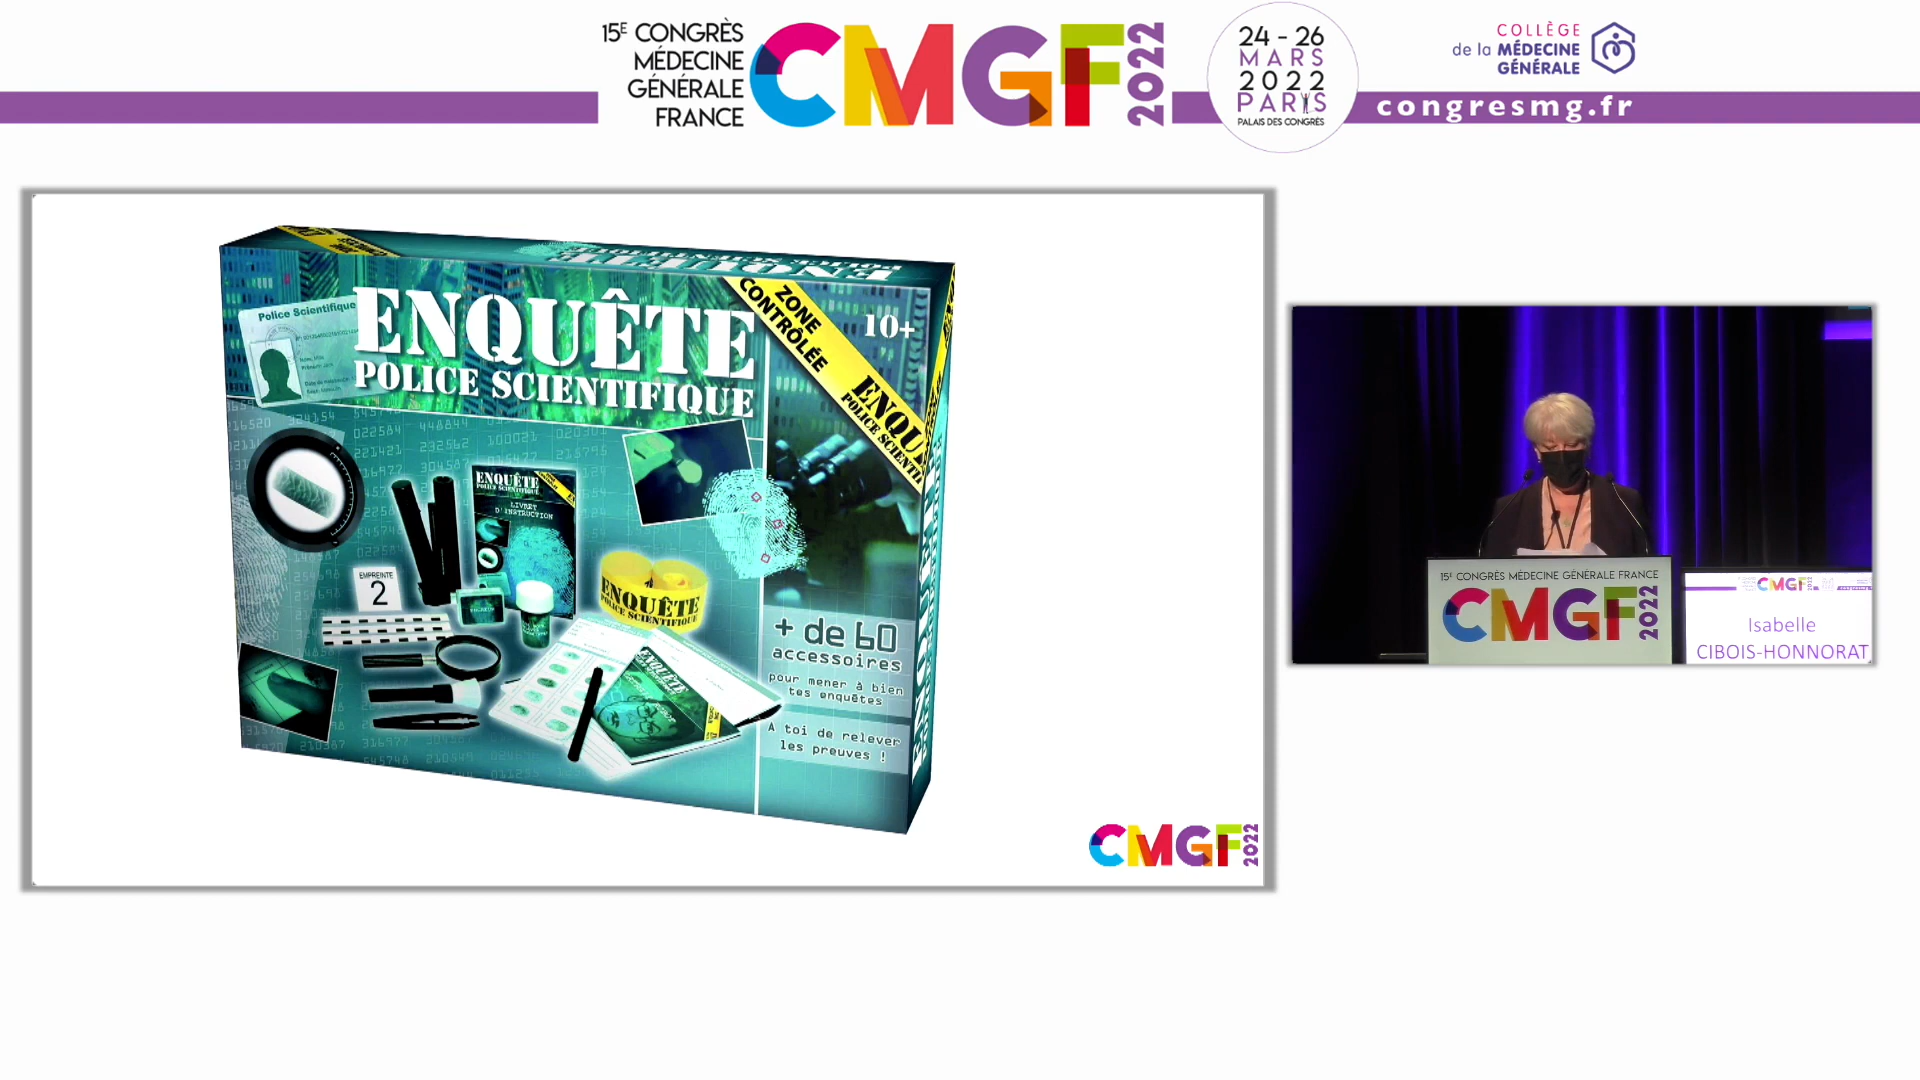 15E CONGRÈS
MÉDECINE
GÉNÉRALE
FRANCE
CMGF 2022
24 - 26
MARS
2022
PARIS
PALAIS DES CONGRÈS
COLLÈGE
de la MÉDECINE
GÉNÉRALE
congresmg.fr
Police Scientifique
ENQUÊTE
POLICE SCIENTIFIQUE
ZONE
CONTRÔLÉE
10+
ENQU
POLICE SCIENTI
ENQUÊTE
POLICE SCIENTIFIQUE
LIVRET
D'INSTRUCTION
EMPREINTE
2
ENQUÊTE
POLICE SCIENTIFIQUE
ENQUÊTE
+ de 60
accessoires
pour mener à bien
tes enquêtes
A toi de relever
les preuves !
CMGF 2022
15E CONGRÈS MÉDECINE GÉNÉRALE FRANCE
CMGF 2022
CMGF
Isabelle
CIBOIS-HONNORAT